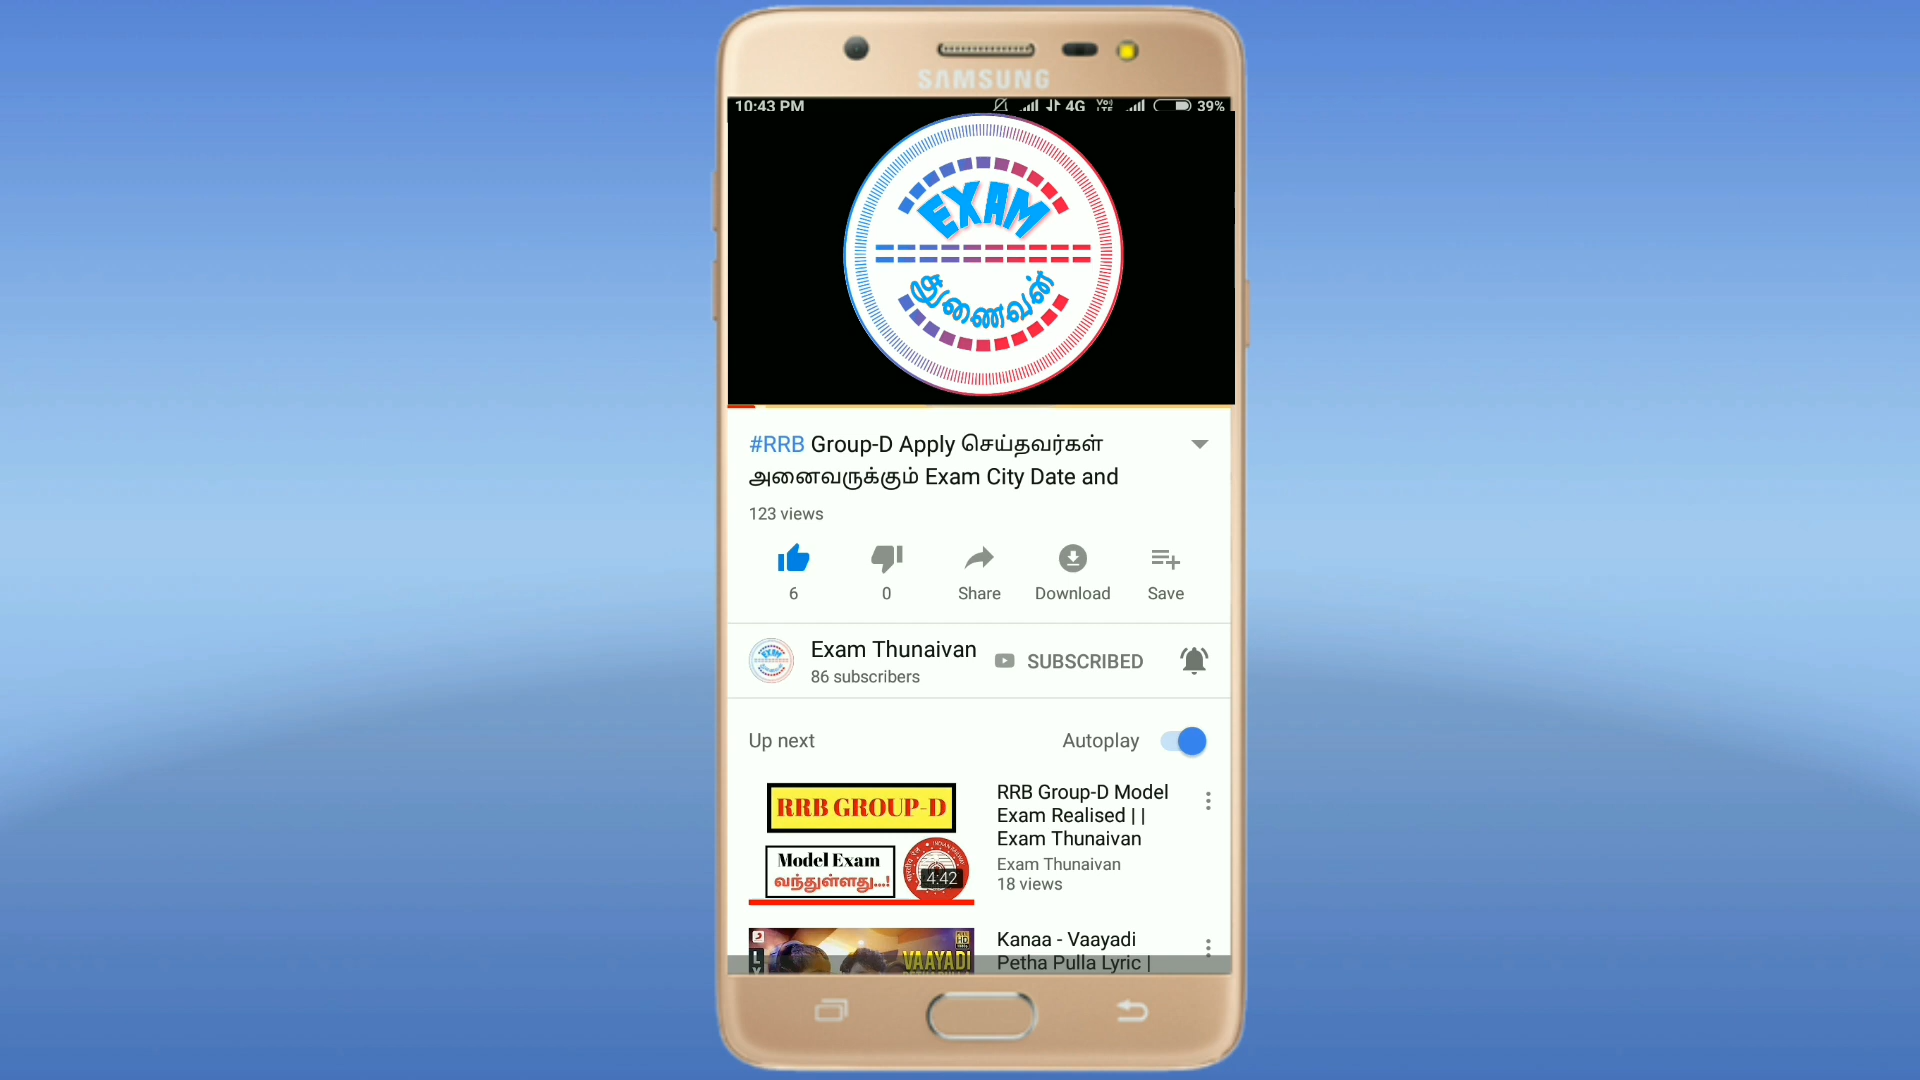 SAMSUNG
10:43 PM
4G
39%
EXAM
துணைவன்
#RRB Group-D Apply செய்தவர்கள்
அனைவருக்கும் Exam City Date and
123 views
6
0
Share
Download
Save
EXAM
Exam Thunaivan
SUBSCRIBED
86 subscribers
Up next
Autoplay
RRB GROUP-D
Model Exam
வந்துள்ளது...!
4:42
RRB Group-D Model
Exam Realised ||
Exam Thunaivan
Exam Thunaivan
18 views
VAAYADI
HD
Kanaa - Vaayadi
Petha Pulla Lyric |